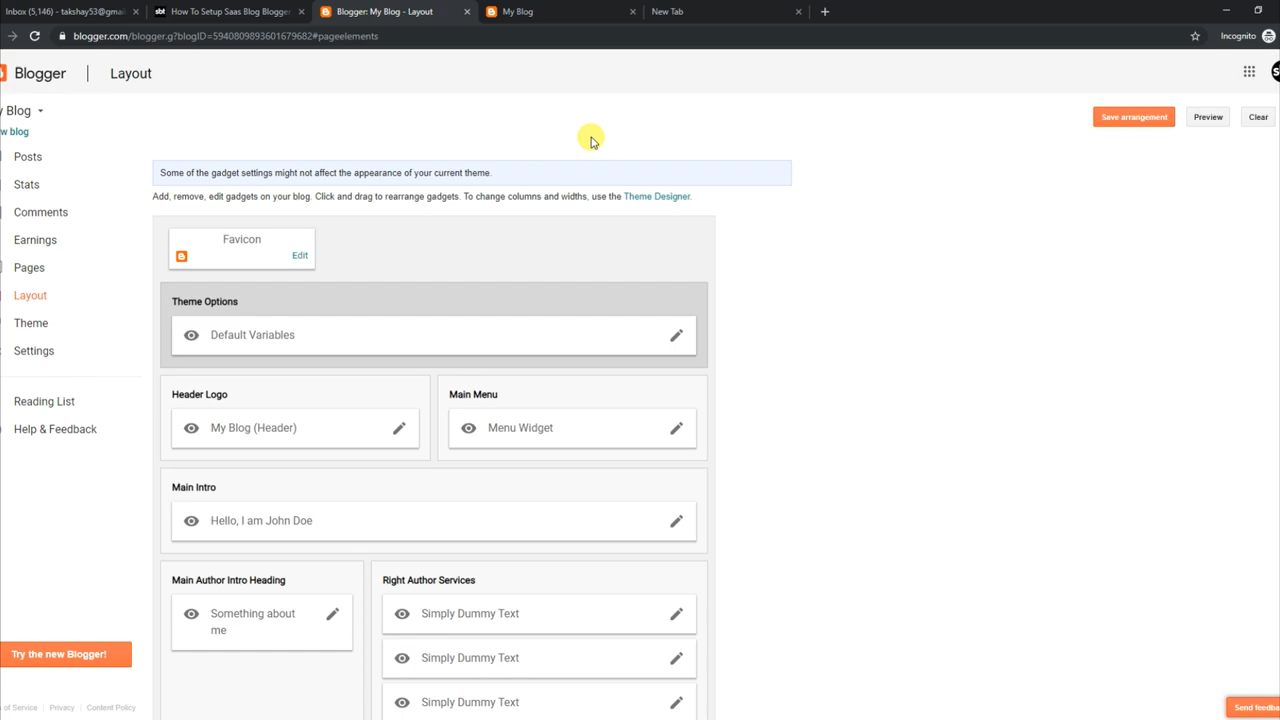 Inbox (5,146) - takshay53@gmai
sbt How To Setup Saas Blog Blogger
Blogger: My Blog - Layout
My Blog
New Tab
blogger.com/blogger.g?blogID=5940809893601679682#pageelements
Incognito
Blogger
Layout
y Blog
w blog
Save arrangement
Preview
Clear
Posts
Stats
Comments
Earnings
Pages
Layout
Theme
Settings
Reading List
Help & Feedback
Try the new Blogger!
of Service
Privacy
Content Policy
Some of the gadget settings might not affect the appearance of your current theme.
Add, remove, edit gadgets on your blog. Click and drag to rearrange gadgets. To change columns and widths, use the Theme Designer.
Favicon
Edit
Theme Options
Default Variables
Header Logo
My Blog (Header)
Main Menu
Menu Widget
Main Intro
Hello, I am John Doe
Main Author Intro Heading
Something about
me
Right Author Services
Simply Dummy Text
Simply Dummy Text
Simply Dummy Text
Send feedba